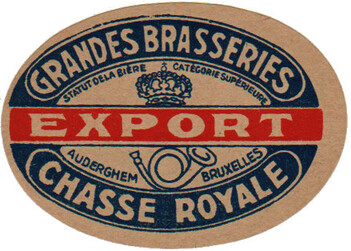 GRANDES BRASSERIES
STATUT DE LA BIÈRE CATÉGORIE SUPÉRIEURE
EXPORT
AUDERGHEM BRUXELLES
CHASSE ROYALE